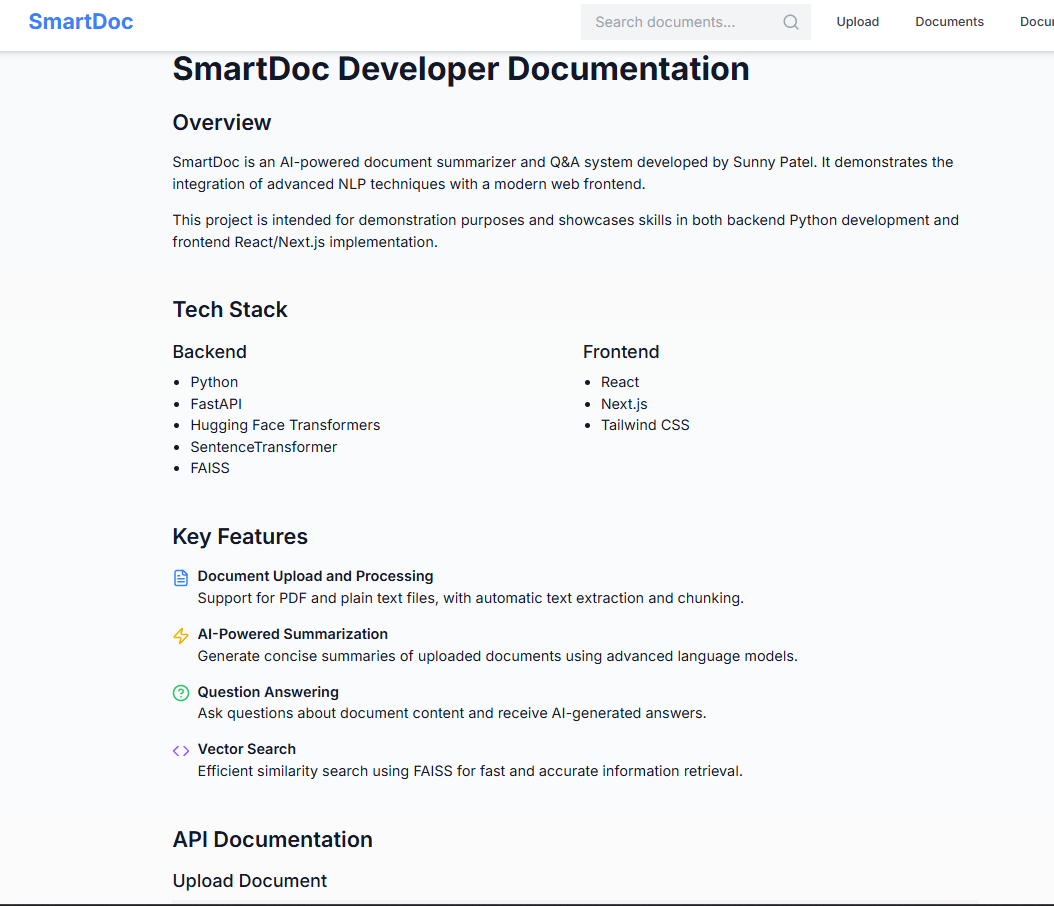 SmartDoc
Search documents...
Upload
Documents
SmartDoc Developer Documentation
Overview
SmartDoc is an AI-powered document summarizer and Q&A system developed by Sunny Patel. It demonstrates the
integration of advanced NLP techniques with a modern web frontend.
This project is intended for demonstration purposes and showcases skills in both backend Python development and
frontend React/Next.js implementation.
Tech Stack
Backend
Python
FastAPI
Hugging Face Transformers
SentenceTransformer
FAISS
Frontend
React
Next.js
Tailwind CSS
Key Features
Document Upload and Processing
Support for PDF and plain text files, with automatic text extraction and chunking.
AI-Powered Summarization
Generate concise summaries of uploaded documents using advanced language models.
Question Answering
Ask questions about document content and receive AI-generated answers.
Vector Search
Efficient similarity search using FAISS for fast and accurate information retrieval.
API Documentation
Upload Document